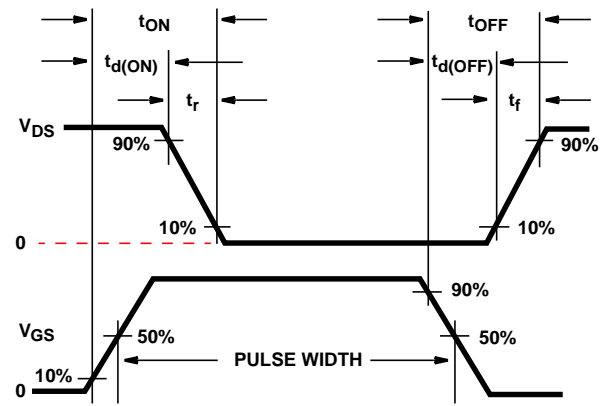 tON
tOFF
td(ON)
td(OFF)
tr
tf
VDS
90%
90%
10%
10%
0
90%
VGS
50%
50%
PULSE WIDTH
10%
0